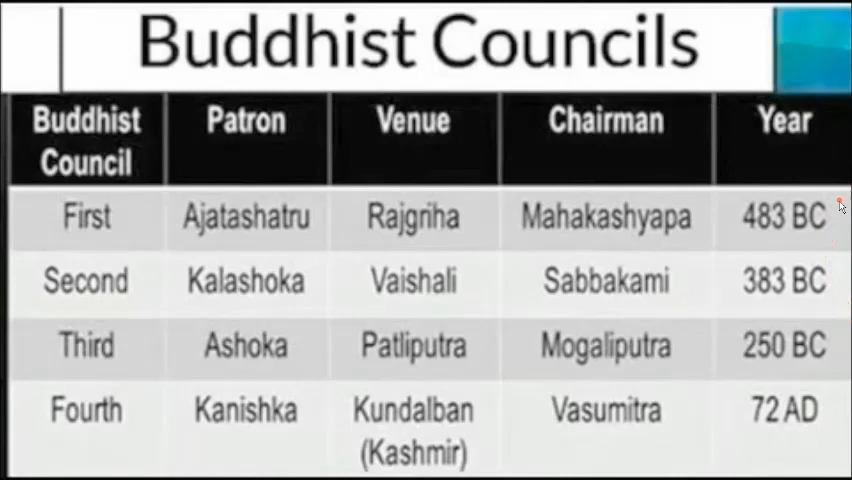 Buddhist Councils
Buddhist Council Patron Venue Chairman Year
First Ajatashatru Rajgriha Mahakashyapa 483 BC
Second Kalashoka Vaishali Sabbakami 383 BC
Third Ashoka Patliputra Mogaliputra 250 BC
Fourth Kanishka Kundalban (Kashmir) Vasumitra 72 AD